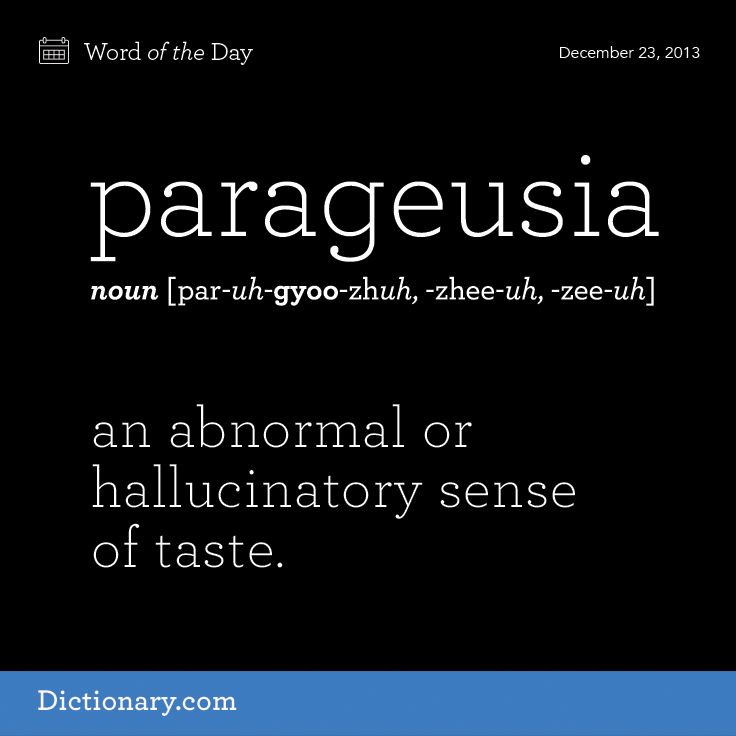 Word of the Day
December 23, 2013
parageusia
noun [par-uh-gyoo-zhuh, -zhee-uh, -zee-uh]
an abnormal or
hallucinatory sense
of taste.
Dictionary.com